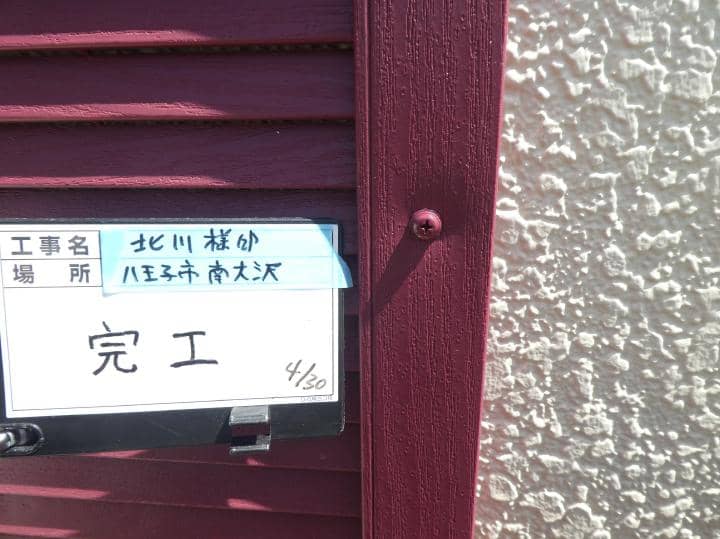 工事名 北川様邸
場所 八王子市南大沢
完工
4/30